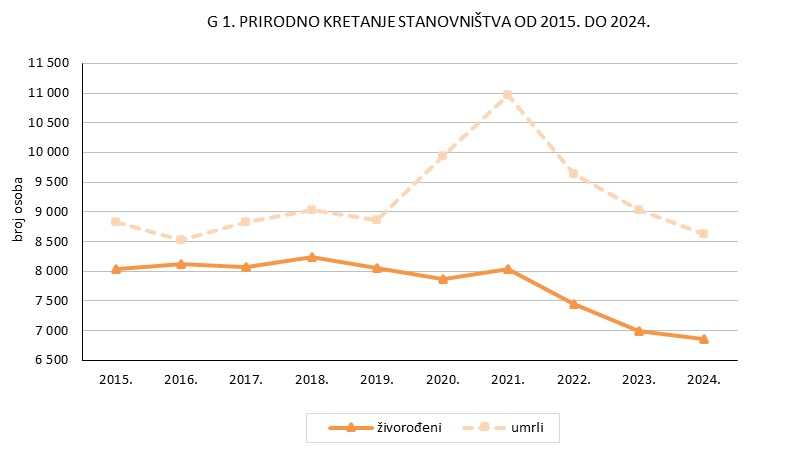 G 1. PRIRODNO KRETANJE STANOVNIŠTVA OD 2015. DO 2024.
broj osoba
11 500
11 000
10 500
10 000
9 500
9 000
8 500
8 000
7 500
7 000
6 500
2015. 2016. 2017. 2018. 2019. 2020. 2021. 2022. 2023. 2024.
živorođeni umrli